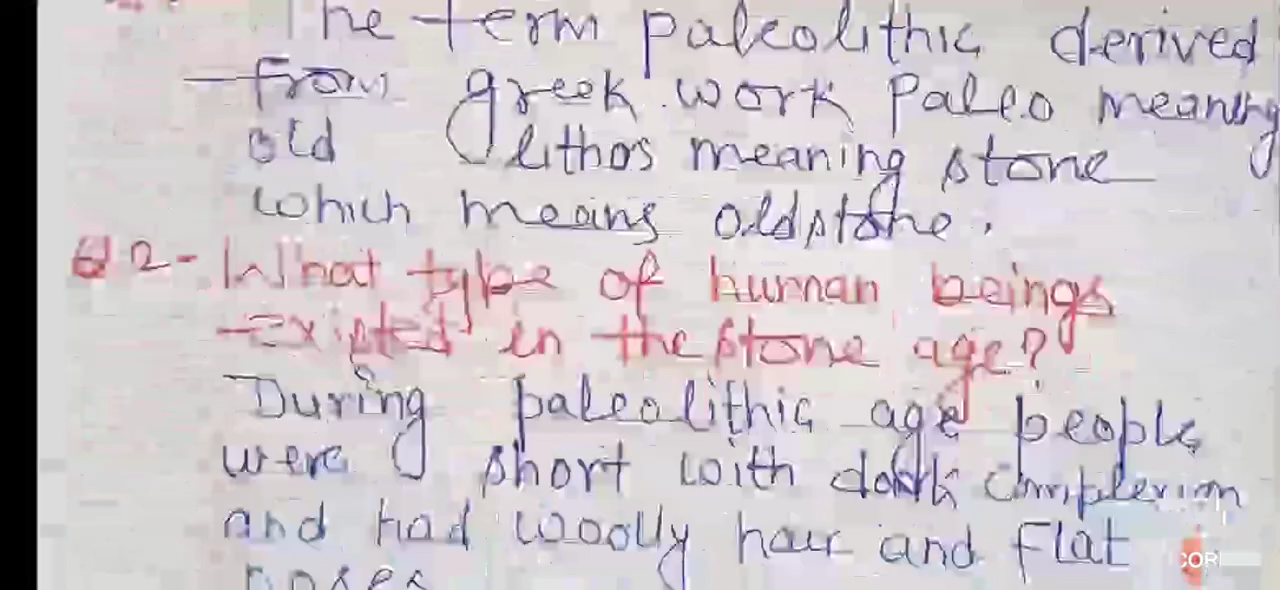 The term paleolithic derived
from greek work Paleo meaning
old lithos meaning stone
which means oldstone.
Q2- What type of human beings
Existed in the stone age?
During paleolithic age people
were short with dark complexion
and had woolly hair and flat
noses
CORE